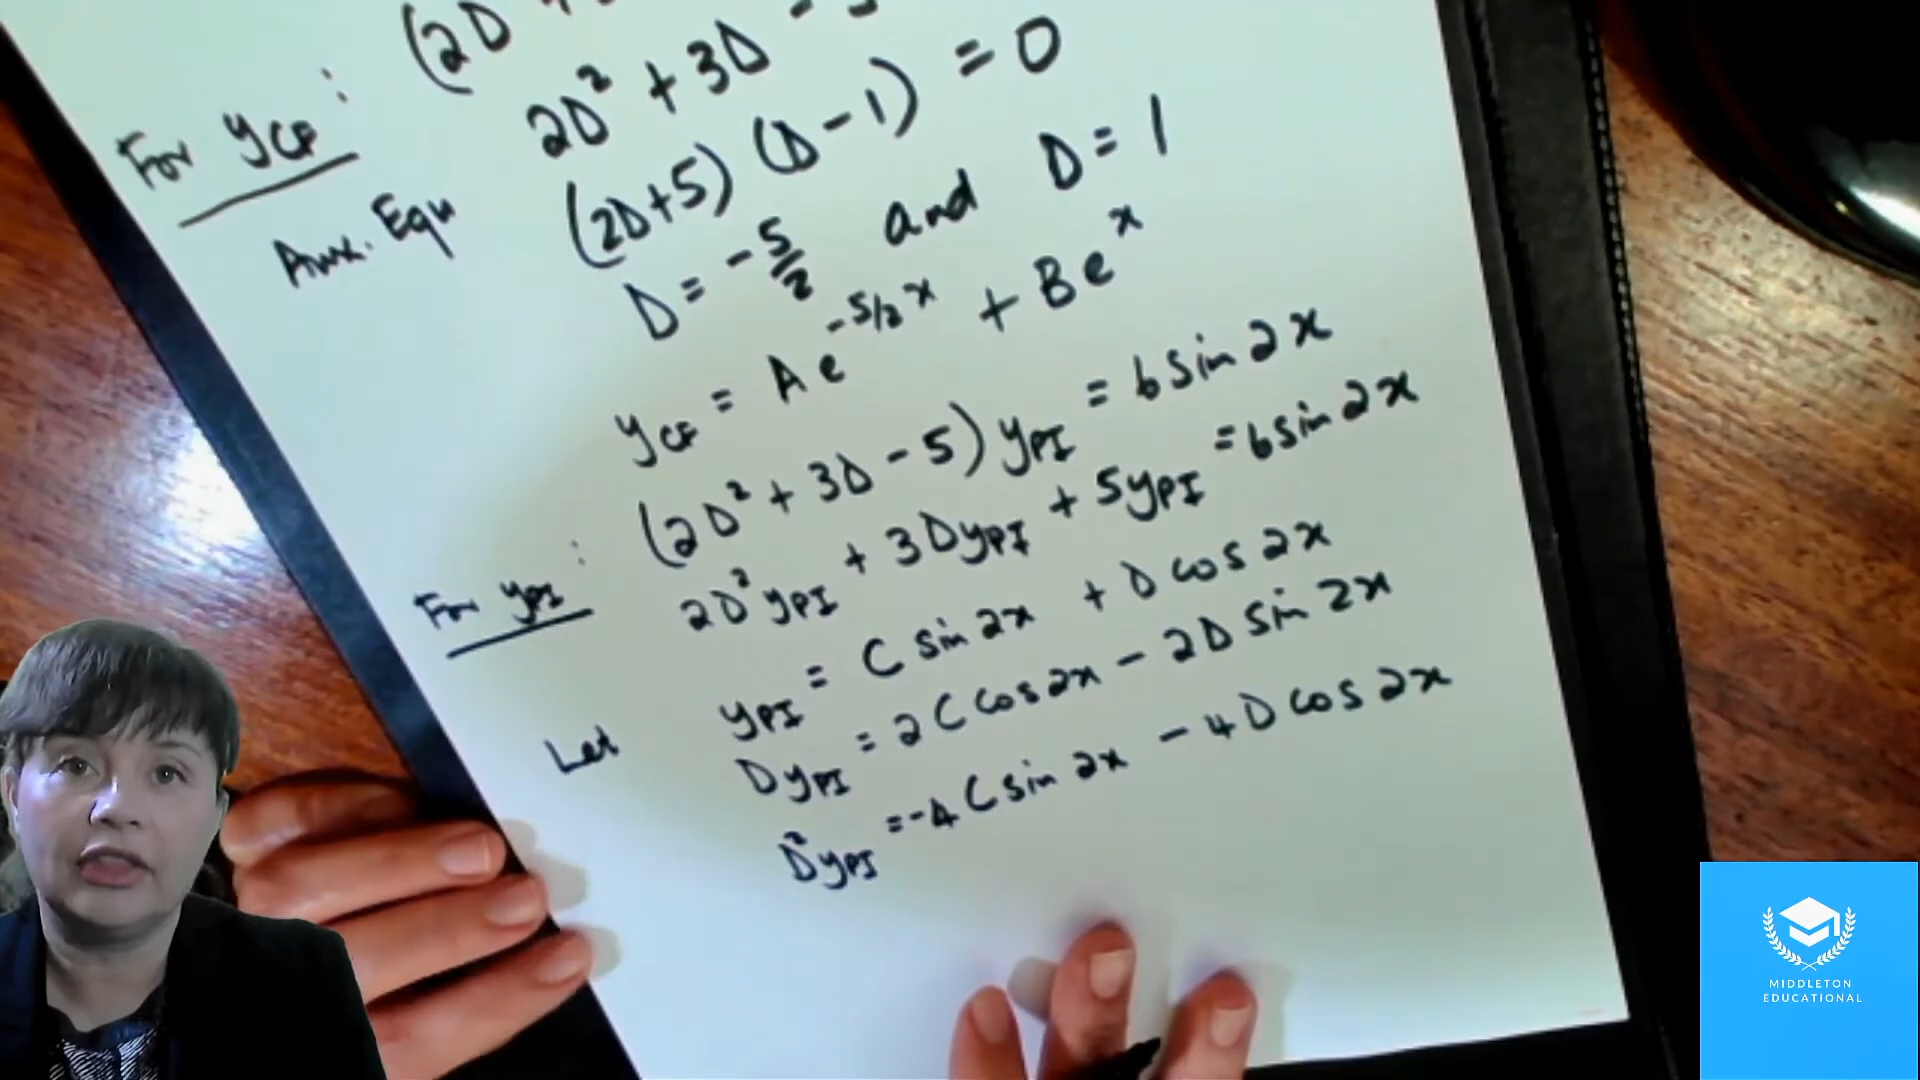 (2D
For yCF : 2D² + 3D -
Aux. Equ (2D+5) (D-1) = 0
D = -5/2 and D = 1
yCF = Ae^-5/2 x + Be^x
For yPI : (2D² + 3D - 5) yPI = 6 sin 2x
2D² yPI + 3DyPI + 5yPI = 6 sin 2x
Let yPI = C sin 2x + D cos 2x
DyPI = 2C cos 2x - 2D sin 2x
D²yPI = -4C sin 2x - 4D cos 2x
MIDDLETON
EDUCATIONAL